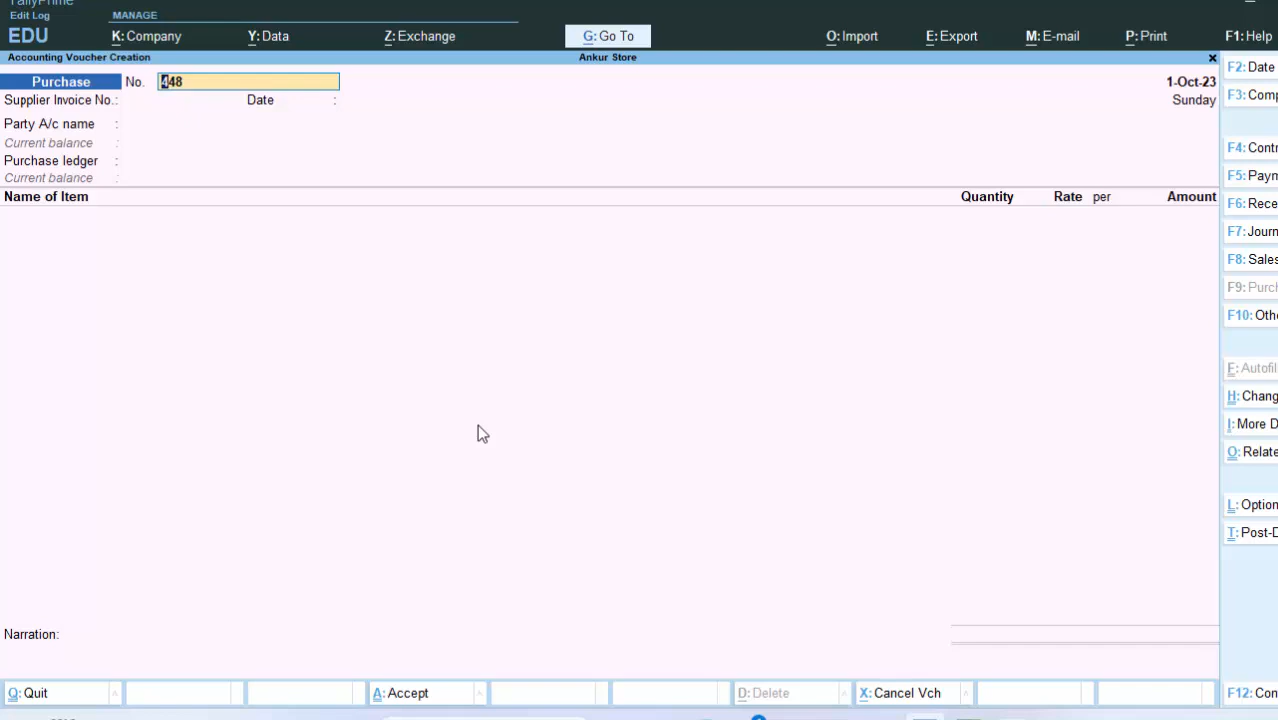 TallyPrime
Edit Log
MANAGE
EDU
K: Company
Y: Data
Z: Exchange
G: Go To
O: Import
E: Export
M: E-mail
P: Print
F1: Help
Accounting Voucher Creation
Ankur Store
Purchase No. 448
1-Oct-23
Supplier Invoice No.: Date :
Sunday
Party A/c name :
Current balance :
Purchase ledger :
Current balance :
Name of Item Quantity Rate per Amount
Narration:
F2: Date
F3: Comp
F4: Contr
F5: Paym
F6: Rece
F7: Journ
F8: Sales
F9: Purch
F10: Othe
F: Autofil
H: Chang
I: More D
O: Relate
L: Option
T: Post-D
Q: Quit
A: Accept
D: Delete
X: Cancel Vch
F12: Con